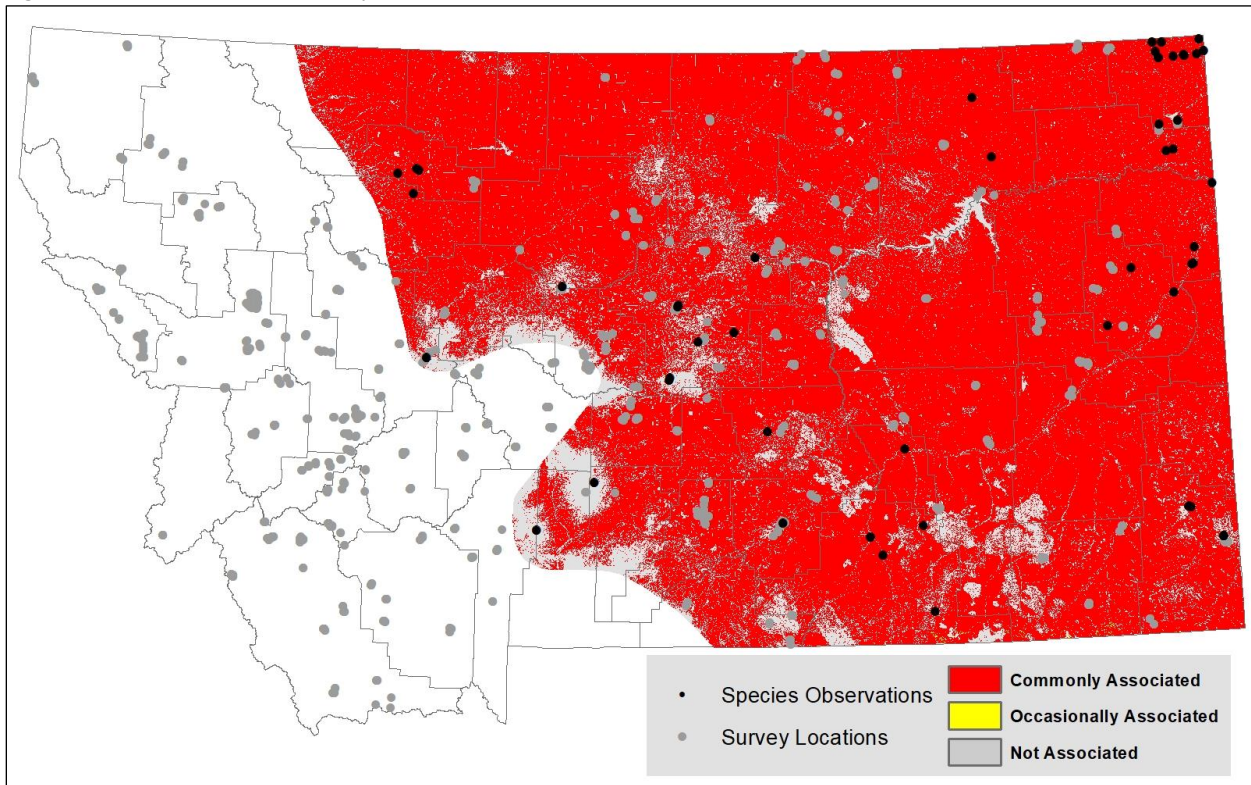 Species Observations
Survey Locations
Commonly Associated
Occasionally Associated
Not Associated